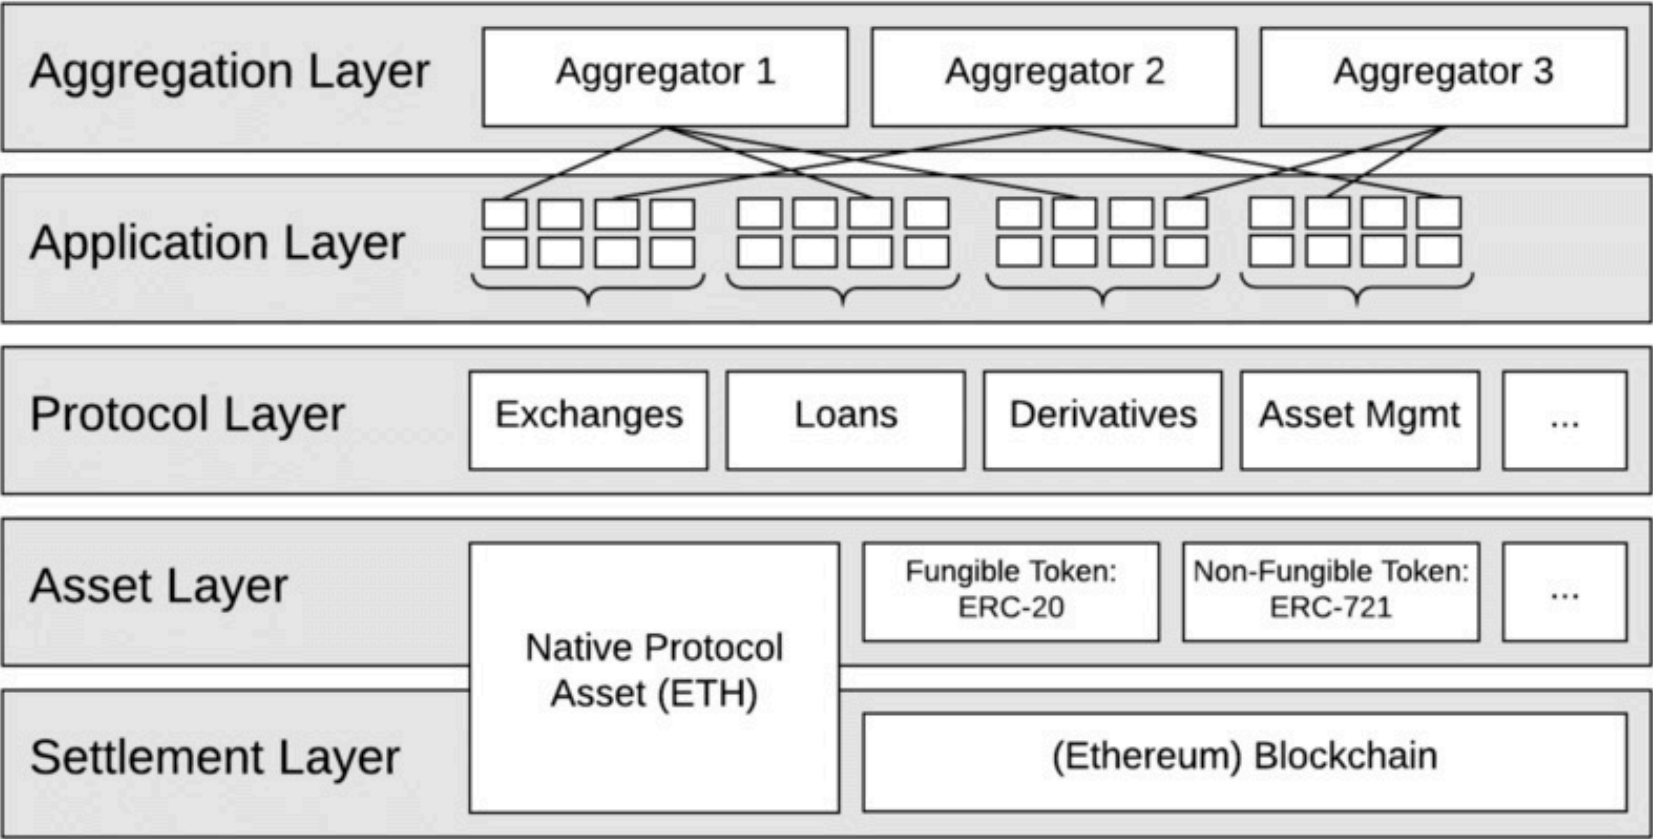 Aggregation Layer
Aggregator 1
Aggregator 2
Aggregator 3
Application Layer
Protocol Layer
Exchanges
Loans
Derivatives
Asset Mgmt
...
Asset Layer
Native Protocol
Asset (ETH)
Fungible Token:
ERC-20
Non-Fungible Token:
ERC-721
...
Settlement Layer
(Ethereum) Blockchain